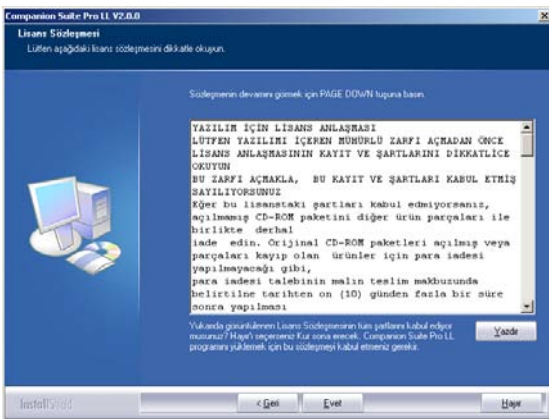 Companion Suite Pro LL V2.0.0
Lisans Sözleşmesi
Lütfen aşağıdaki lisans sözleşmesini dikkatle okuyun.
Sözleşmenin devamını görmek için PAGE DOWN tuşuna basın.
YAZILIM İÇİN LİSANS ANLAŞMASI
LÜTFEN YAZILIMI İÇEREN MÜHÜRLÜ ZARFI AÇMADAN ÖNCE
LİSANS ANLAŞMASININ KAYIT VE ŞARTLARINI DİKKATLİCE
OKUYUN
BU ZARFI AÇMAKLA, BU KAYIT VE ŞARTLARI KABUL ETMİŞ
SAYILIYORSUNUZ
Eğer bu lisanstaki şartları kabul edmiyorsanız,
açılmamış CD-ROM paketini diğer ürün parçaları ile
birlikte derhal
iade edin. Orijinal CD-ROM paketleri açılmış veya
parçaları kayıp olan ürünler için para iadesi
yapılmayacağı gibi,
para iadesi talebinin malın teslim makbuzunda
belirtilne tarihten on (10) günden fazla bir süre
sonra yapılması
Yukarıda goruntulenen Lisans Sozlegmesinin tum şartlarını kabul ediyor
musunuz? Hayır'ı seçerseniz Kur sona erecek. Companion Suite Pro LL
programını yüklemek için bu sözleşmeyi kabul etmeniz gerekir.
Yazdır
InstallShield
< Geri
Evet
Hayır